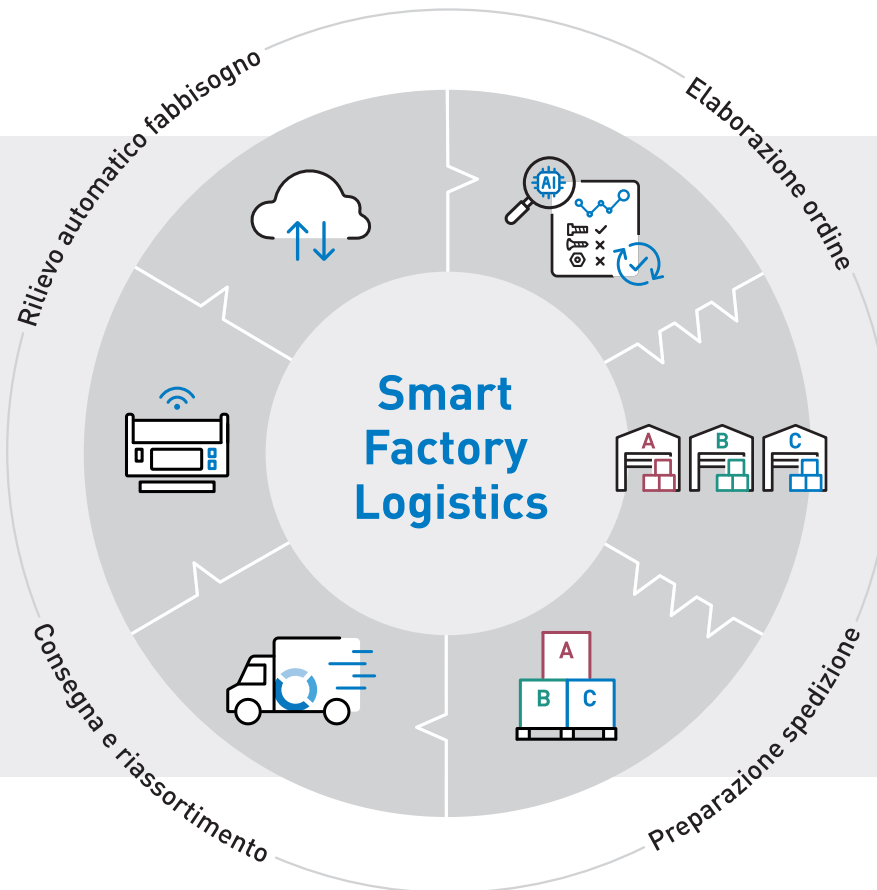 Rilievo automatico fabbisogno
Elaborazione ordine
AI
Smart
Factory
Logistics
A
B
C
A
B
C
Consegna e riassortimento
Preparazione spedizione